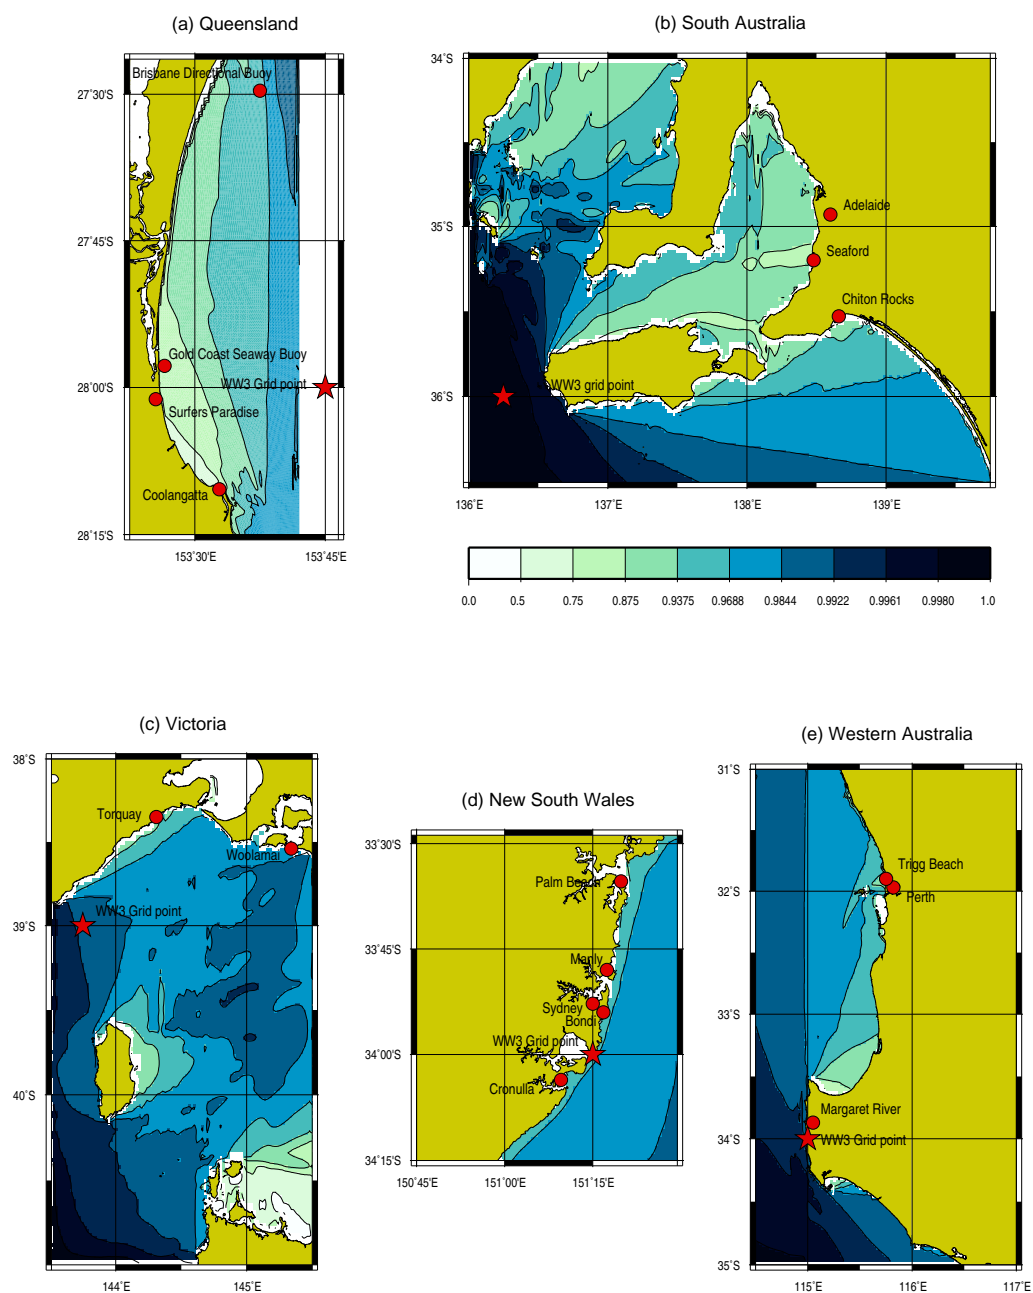 (a) Queensland
Brisbane Directional Buoy
27°30'S
27°45'S
Gold Coast Seaway Buoy
WW3 Grid point
28°00'S
Surfers Paradise
Coolangatta
28°15'S
153°30'E
153°45'E
(b) South Australia
34°S
Adelaide
35°S
Seaford
Chiton Rocks
WW3 grid point
36°S
136°E
137°E
138°E
139°E
0.0
0.5
0.75
0.875
0.9375
0.9688
0.9844
0.9922
0.9961
0.9980
1.0
(c) Victoria
38°S
Torquay
Woolamai
WW3 Grid point
39°S
40°S
144°E
145°E
(d) New South Wales
33°30'S
Palm Beach
33°45'S
Manly
Sydney
Bondi
WW3 Grid point
34°00'S
Cronulla
34°15'S
150°45'E
151°00'E
151°15'E
(e) Western Australia
31°S
Trigg Beach
32°S
Perth
33°S
Margaret River
34°S
WW3 Grid point
35°S
115°E
116°E
117°E